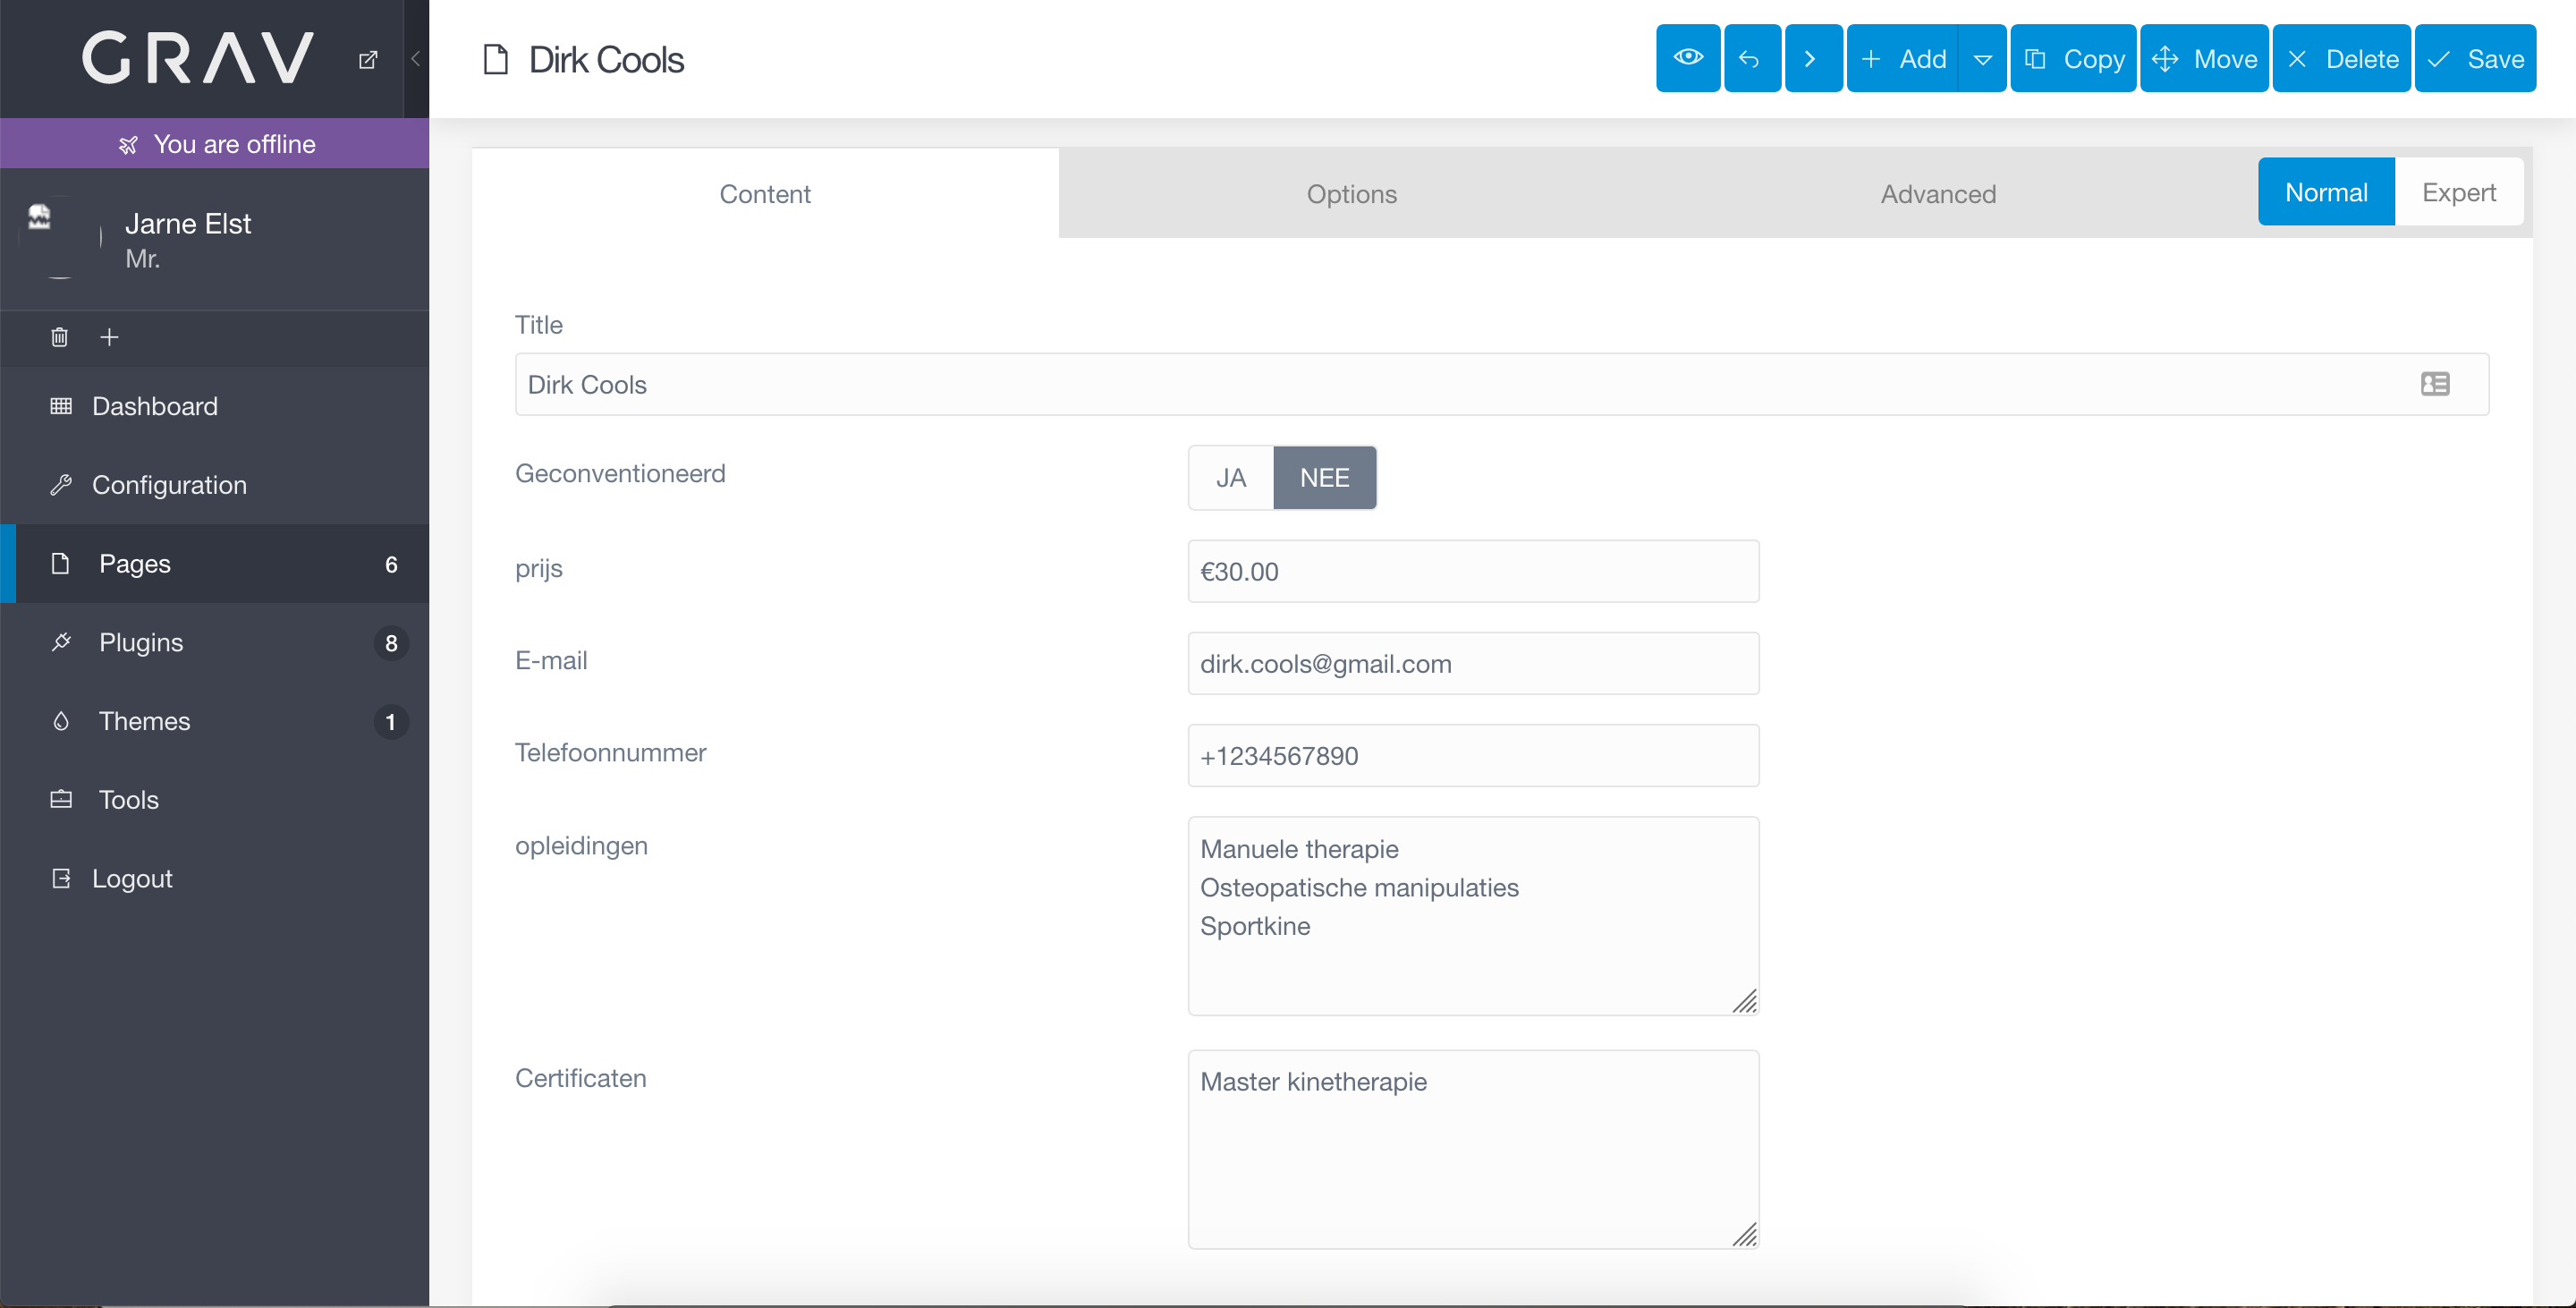 GRAV
You are offline
Jarne Elst
Mr.
Dashboard
Configuration
Pages 6
Plugins 8
Themes 1
Tools
Logout
Dirk Cools
Add
Copy
Move
Delete
Save
Content
Options
Advanced
Normal
Expert
Title
Dirk Cools
Geconventioneerd
JA NEE
prijs
€30.00
E-mail
dirk.cools@gmail.com
Telefoonnummer
+1234567890
opleidingen
Manuele therapie
Osteopatische manipulaties
Sportkine
Certificaten
Master kinetherapie